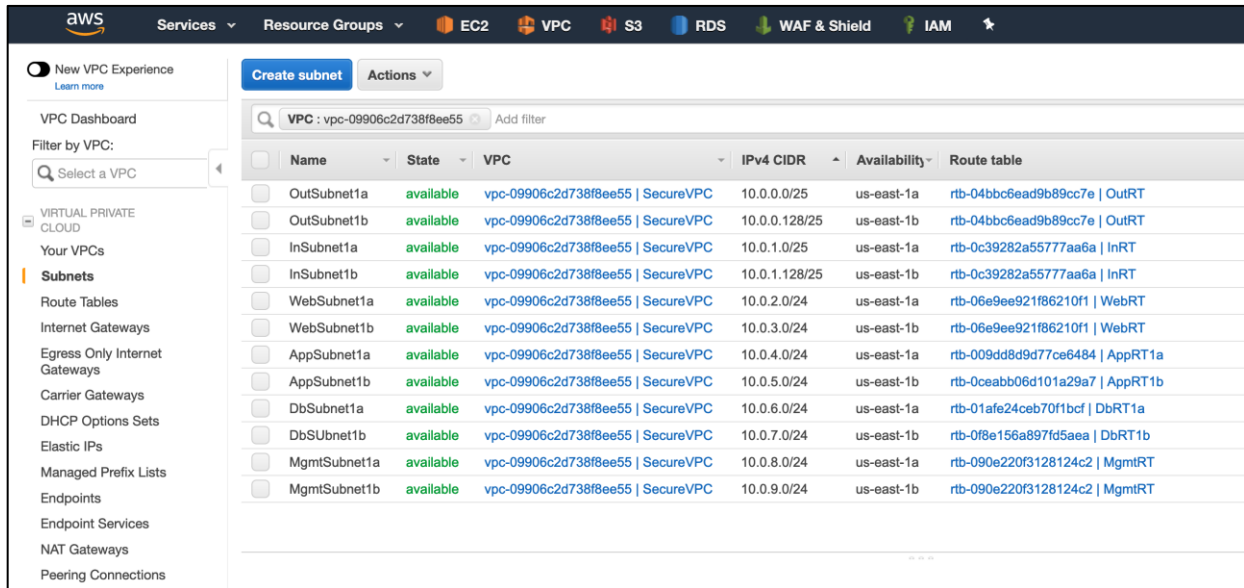 aws Services Resource Groups EC2 VPC S3 RDS WAF & Shield IAM
New VPC Experience
Learn more
VPC Dashboard
Filter by VPC:
Select a VPC
VIRTUAL PRIVATE
CLOUD
Your VPCs
Subnets
Route Tables
Internet Gateways
Egress Only Internet
Gateways
Carrier Gateways
DHCP Options Sets
Elastic IPs
Managed Prefix Lists
Endpoints
Endpoint Services
NAT Gateways
Peering Connections
Create subnet Actions
VPC : vpc-09906c2d738f8ee55 Add filter
Name State VPC IPv4 CIDR Availability Route table
OutSubnet1a available vpc-09906c2d738f8ee55 | SecureVPC 10.0.0.0/25 us-east-1a rtb-04bbc6ead9b89cc7e | OutRT
OutSubnet1b available vpc-09906c2d738f8ee55 | SecureVPC 10.0.0.128/25 us-east-1b rtb-04bbc6ead9b89cc7e | OutRT
InSubnet1a available vpc-09906c2d738f8ee55 | SecureVPC 10.0.1.0/25 us-east-1a rtb-0c39282a55777aa6a | InRT
InSubnet1b available vpc-09906c2d738f8ee55 | SecureVPC 10.0.1.128/25 us-east-1b rtb-0c39282a55777aa6a | InRT
WebSubnet1a available vpc-09906c2d738f8ee55 | SecureVPC 10.0.2.0/24 us-east-1a rtb-06e9ee921f86210f1 | WebRT
WebSubnet1b available vpc-09906c2d738f8ee55 | SecureVPC 10.0.3.0/24 us-east-1b rtb-06e9ee921f86210f1 | WebRT
AppSubnet1a available vpc-09906c2d738f8ee55 | SecureVPC 10.0.4.0/24 us-east-1a rtb-009dd8d9d77ce6484 | AppRT1a
AppSubnet1b available vpc-09906c2d738f8ee55 | SecureVPC 10.0.5.0/24 us-east-1b rtb-0ceabb06d101a29a7 | AppRT1b
DbSubnet1a available vpc-09906c2d738f8ee55 | SecureVPC 10.0.6.0/24 us-east-1a rtb-01afe24ceb70f1bcf | DbRT1a
DbSUbnet1b available vpc-09906c2d738f8ee55 | SecureVPC 10.0.7.0/24 us-east-1b rtb-0f8e156a897fd5aea | DbRT1b
MgmtSubnet1a available vpc-09906c2d738f8ee55 | SecureVPC 10.0.8.0/24 us-east-1a rtb-090e220f3128124c2 | MgmtRT
MgmtSubnet1b available vpc-09906c2d738f8ee55 | SecureVPC 10.0.9.0/24 us-east-1b rtb-090e220f3128124c2 | MgmtRT